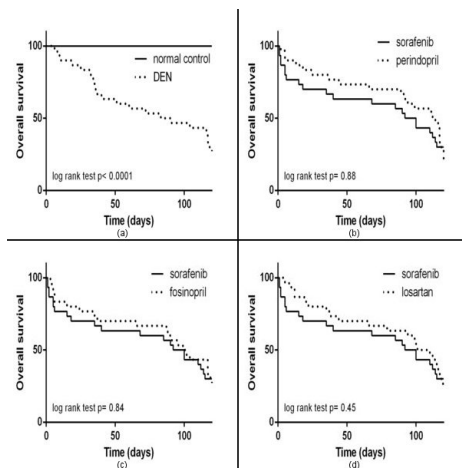 Overall survival
100
50
0
normal control
DEN
log rank test p< 0.0001
0 50 100
Time (days)
(a)
Overall survival
100
50
0
sorafenib
perindopril
log rank test p= 0.88
0 50 100
Time (days)
(b)
Overall survival
100
50
0
sorafenib
fosinopril
log rank test p= 0.84
0 50 100
Time (days)
(c)
Overall survival
100
50
0
sorafenib
losartan
log rank test p= 0.45
0 50 100
Time (days)
(d)